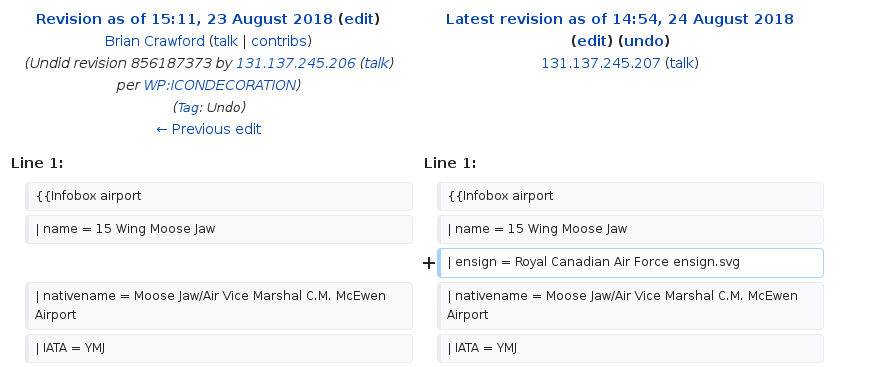 Revision as of 15:11, 23 August 2018 (edit)
Brian Crawford (talk | contribs)
(Undid revision 856187373 by 131.137.245.206 (talk)
per WP:ICONDECORATION)
(Tag: Undo)
← Previous edit
Latest revision as of 14:54, 24 August 2018
(edit) (undo)
131.137.245.207 (talk)
Line 1:
Line 1:
{{Infobox airport
{{Infobox airport
| name = 15 Wing Moose Jaw
| name = 15 Wing Moose Jaw
+ | ensign = Royal Canadian Air Force ensign.svg
| nativename = Moose Jaw/Air Vice Marshal C.M. McEwen
Airport
| nativename = Moose Jaw/Air Vice Marshal C.M. McEwen
Airport
| IATA = YMJ
| IATA = YMJ